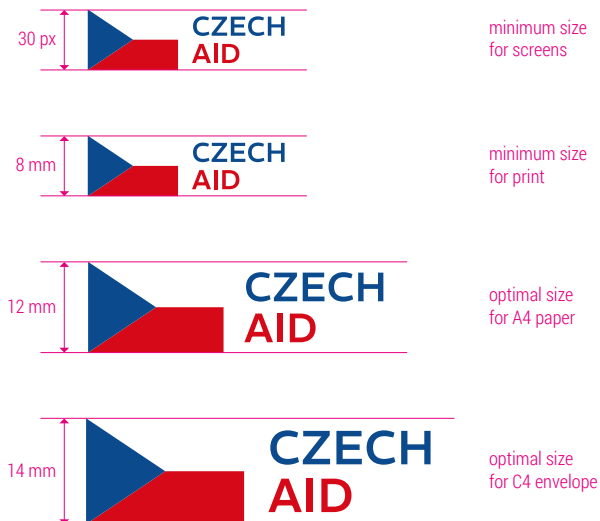 30 px
CZECH
AID
minimum size
for screens
8 mm
CZECH
AID
minimum size
for print
12 mm
CZECH
AID
optimal size
for A4 paper
14 mm
CZECH
AID
optimal size
for C4 envelope